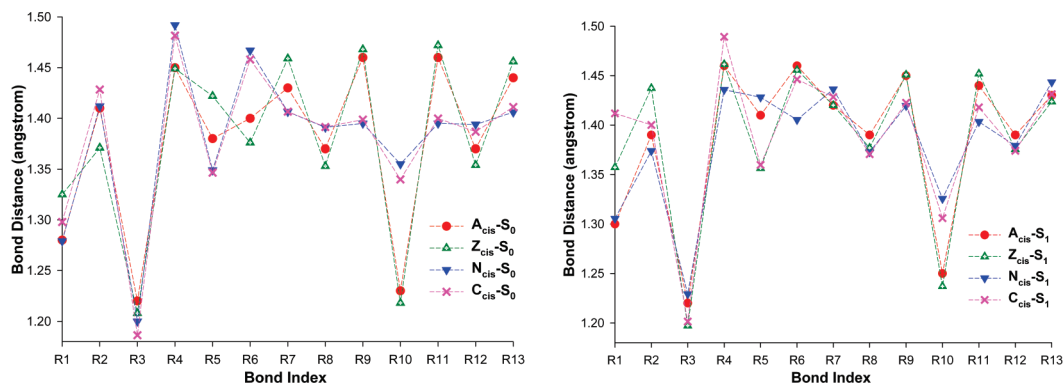 1.50
1.45
1.40
1.35
1.30
1.25
1.20
Bond Distance (angstrom)
R1 R2 R3 R4 R5 R6 R7 R8 R9 R10 R11 R12 R13
Bond Index
A_cis-S_0
Z_cis-S_0
N_cis-S_0
C_cis-S_0
1.50
1.45
1.40
1.35
1.30
1.25
1.20
Bond Distance (angstrom)
R1 R2 R3 R4 R5 R6 R7 R8 R9 R10 R11 R12 R13
Bond Index
A_cis-S_1
Z_cis-S_1
N_cis-S_1
C_cis-S_1